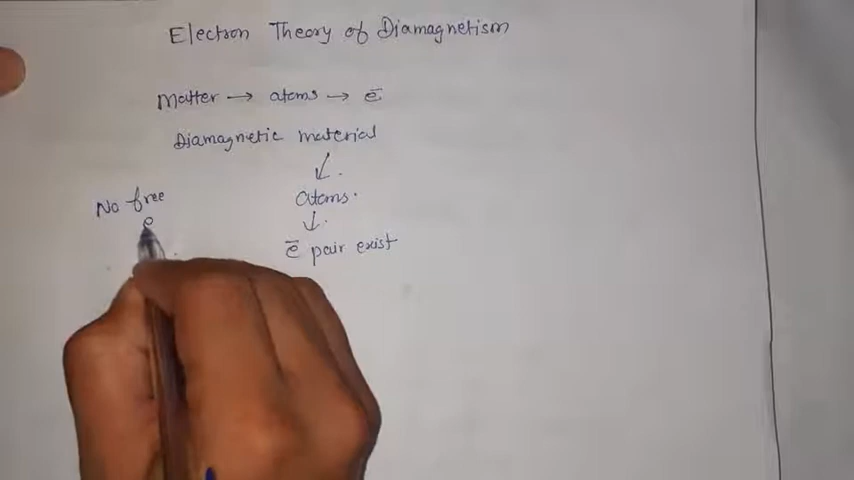 Electron Theory of Diamagnetism
Matter → atoms → ē
Diamagnetic material
↓
No free
atoms.
↓
e
ē pair exist